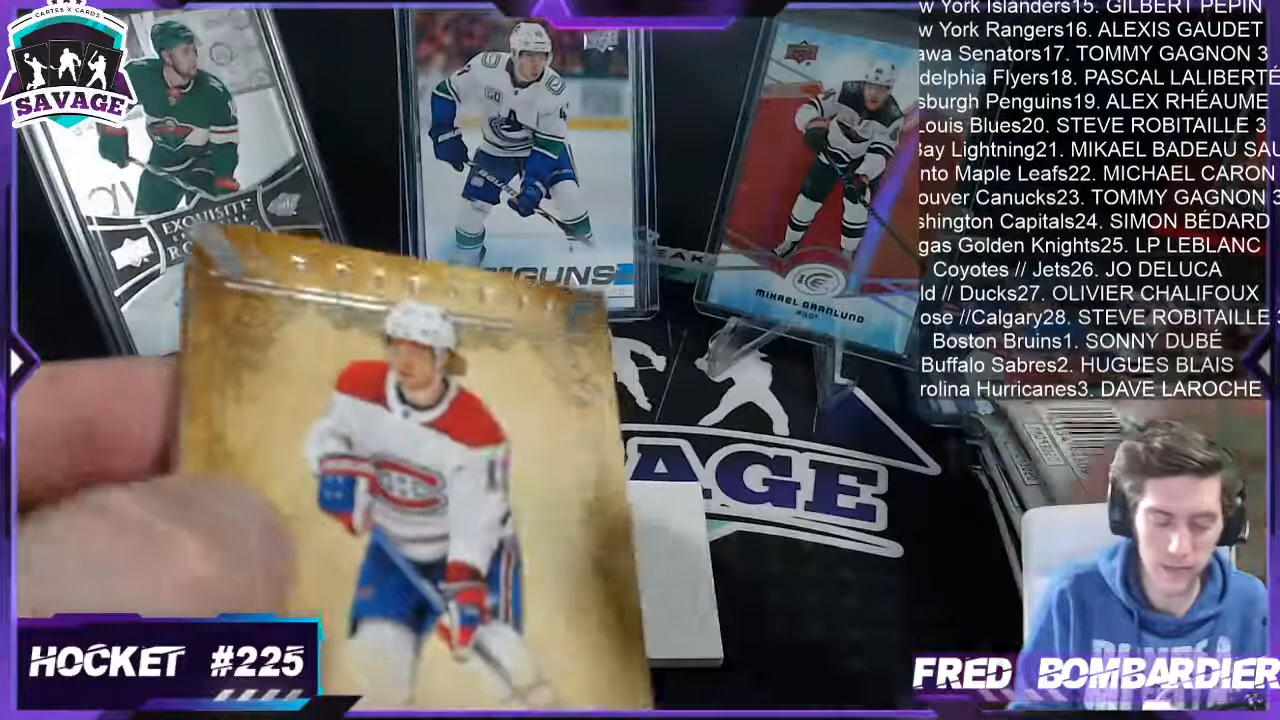 CARTES X CARDS
SAVAGE
w York Islanders15. GILBERT PEPIN
w York Rangers16. ALEXIS GAUDET
awa Senators17. TOMMY GAGNON 3
delphia Flyers18. PASCAL LALIBERTÉ
sburgh Penguins19. ALEX RHÉAUME
Louis Blues20. STEVE ROBITAILLE 3
Bay Lightning21. MIKAEL BADEAU SAU
nto Maple Leafs22. MICHAEL CARON
ouver Canucks23. TOMMY GAGNON 3
shington Capitals24. SIMON BÉDARD
gas Golden Knights25. LP LEBLANC
Coyotes // Jets26. JO DELUCA
ld // Ducks27. OLIVIER CHALIFOUX
ose //Calgary28. STEVE ROBITAILLE 3
Boston Bruins1. SONNY DUBÉ
Buffalo Sabres2. HUGUES BLAIS
rolina Hurricanes3. DAVE LAROCHE
EXQUISITE
GUNS
ICE
MIKAEL GRANLUND
WILD
EAK
AGE
HOCKET #225
FRED BOMBARDIER